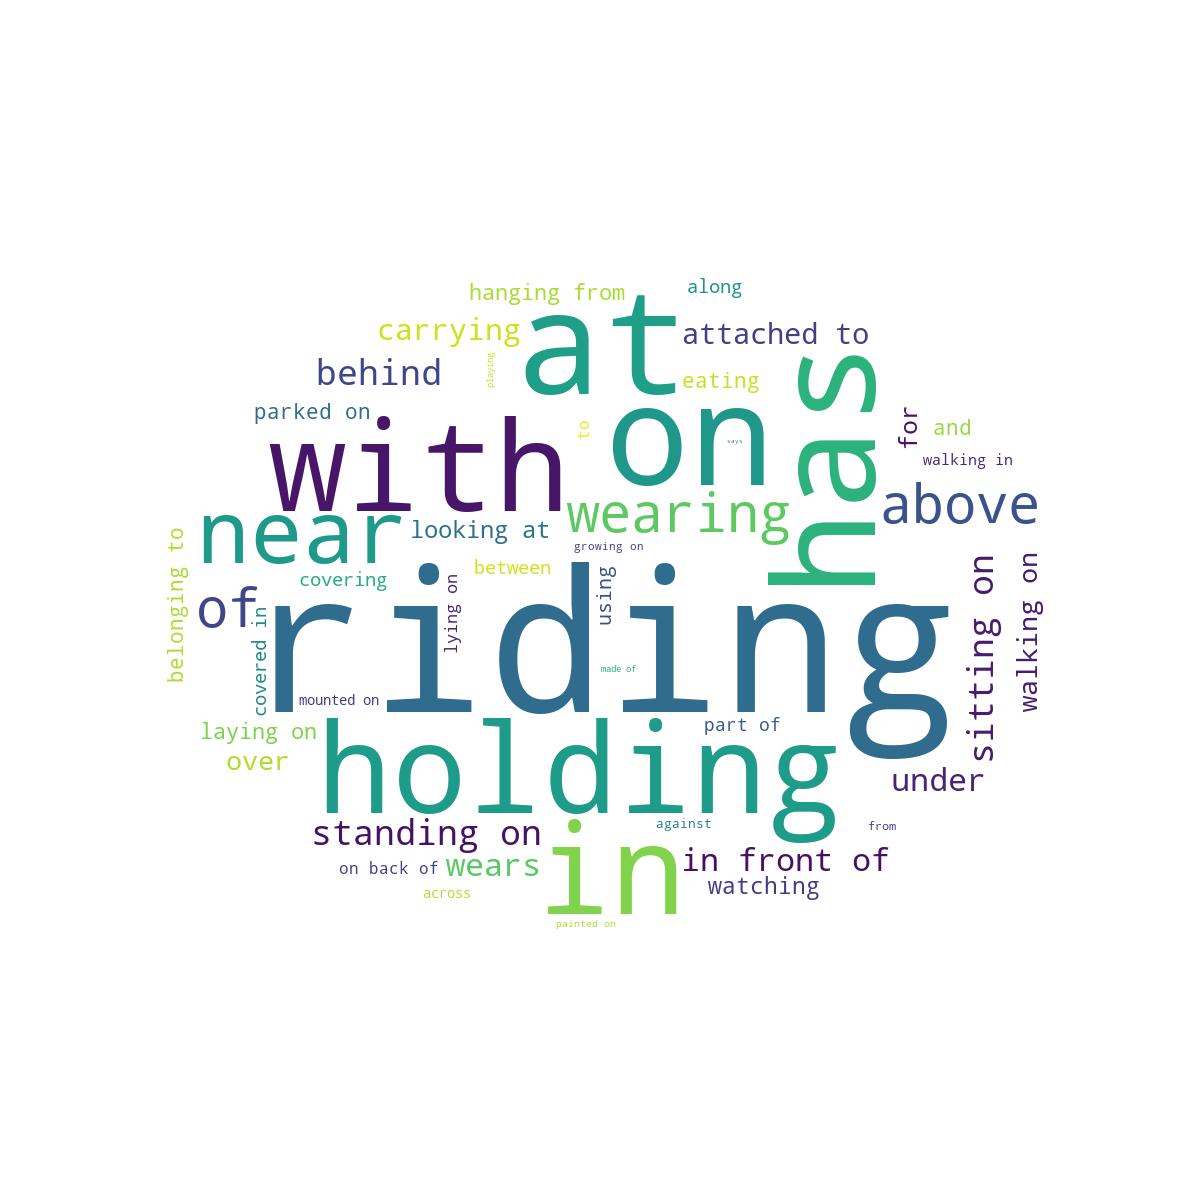 along
hanging from
carrying
at
attached to
behind
playing
eating
has
parked on
with
to
on
says
for
and
walking in
near
looking at
wearing
above
growing on
belonging to
covering
between
of
riding
lying on
using
sitting on
walking on
covered in
made of
mounted on
laying on
holding
part of
over
under
standing on
against
from
in
in front of
on back of
wears
watching
across
painted on